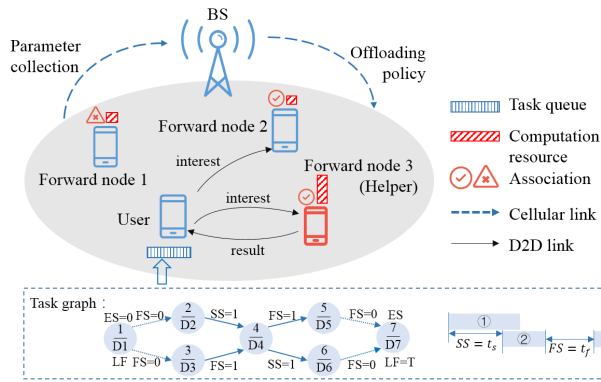 BS
Parameter
collection
Offloading
policy
Forward node 1
Forward node 2
Forward node 3
(Helper)
interest
interest
result
User
Task queue
Computation
resource
Association
Cellular link
D2D link
Task graph :
ES=0
1
D1
LF
FS=0
FS=0
2
D2
3
D3
SS=1
FS=1
4
D4
FS=1
SS=1
5
D5
6
D6
FS=0
FS=0
ES
7
D7
LF=T
①
②
SS = tₛ
FS = t_f